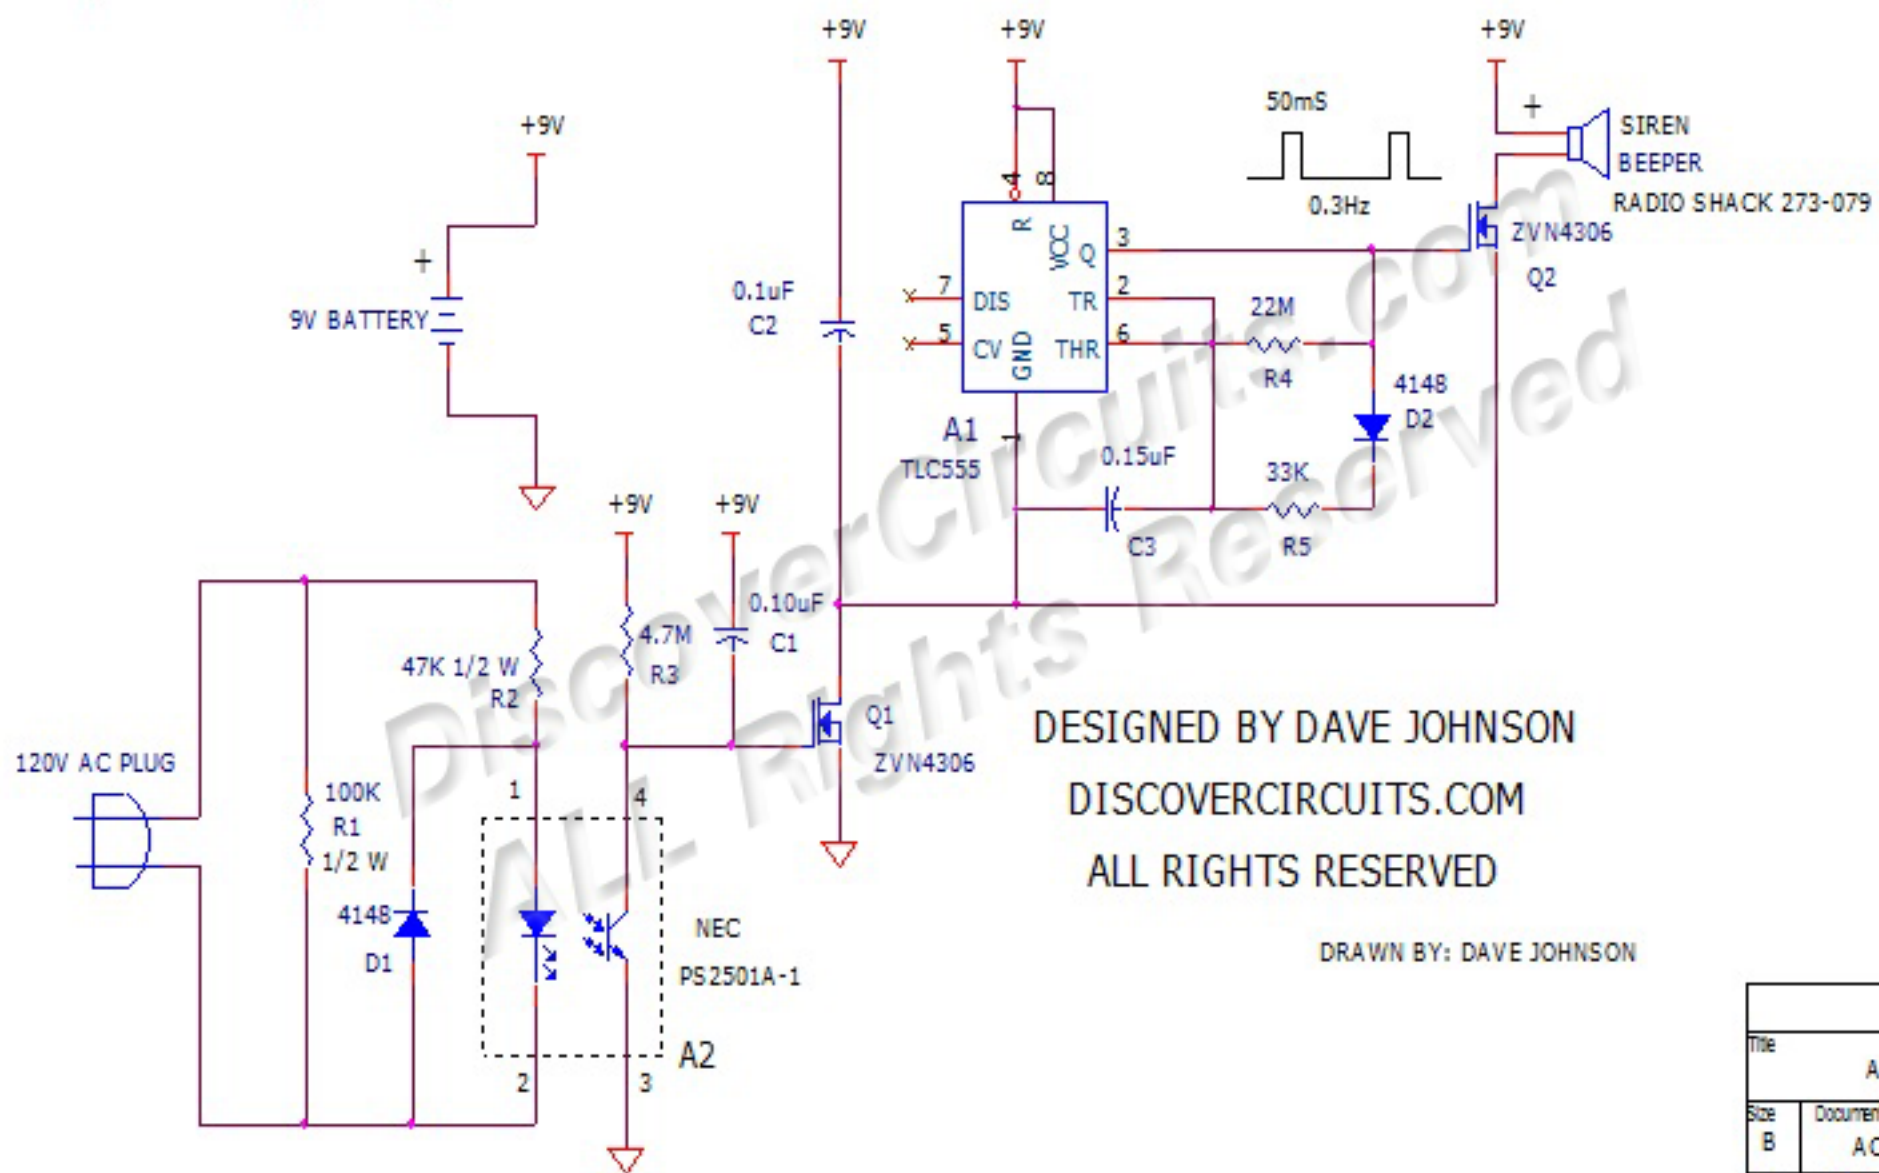 +9V
+9V
+9V
50mS
+
SIREN
BEEPER
RADIO SHACK 273-079
0.3Hz
ZVN4306
Q2
+9V
+
9V BATTERY
0.1uF
C2
4
8
R
VCC
Q
3
7
DIS
TR
2
5
CV
GND
THR
6
1
A1
TLC555
22M
R4
4148
D2
0.15uF
C3
33K
R5
+9V
+9V
0.10uF
C1
4.7M
R3
47K 1/2 W
R2
Q1
ZVN4306
120V AC PLUG
100K
R1
1/2 W
1
4
4148
D1
NEC
PS2501A-1
A2
2
3
DESIGNED BY DAVE JOHNSON
DISCOVERCIRCUITS.COM
ALL RIGHTS RESERVED
DRAWN BY: DAVE JOHNSON
DiscoverCircuits.com
ALL Rights Reserved
Title
A
Size
B
Documen
AC